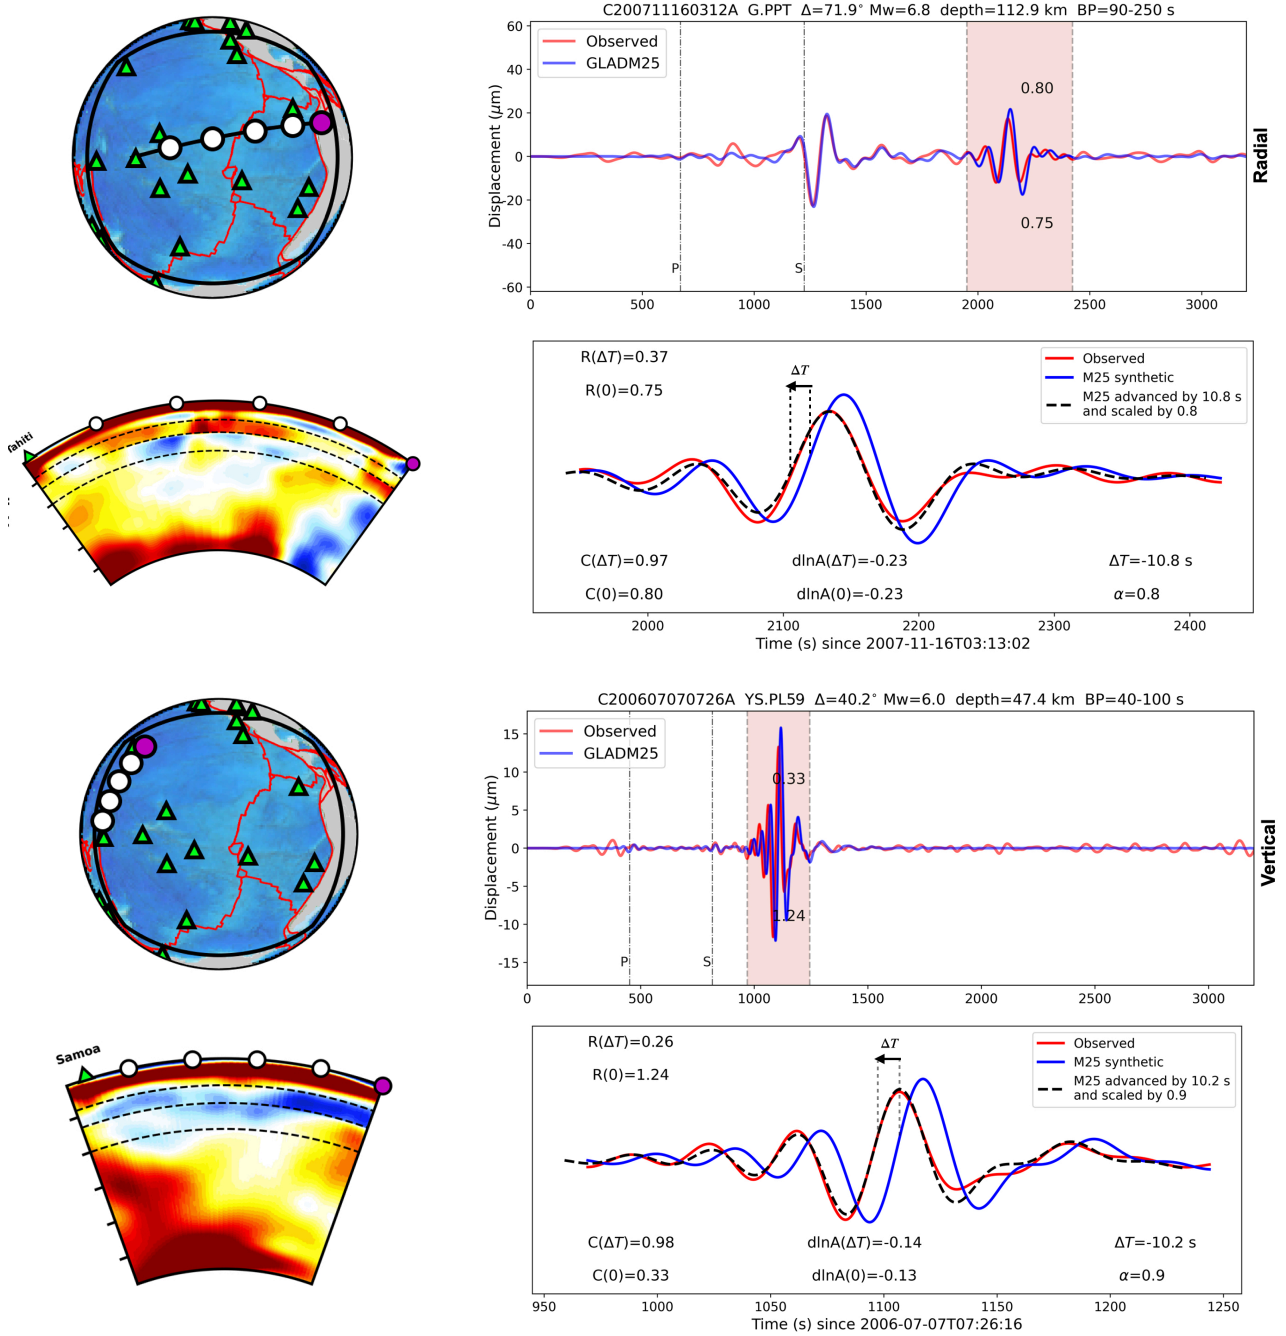 C200711160312A G.PPT Δ=71.9° Mw=6.8 depth=112.9 km BP=90-250 s
Observed
GLADM25
0.80
0.75
P
S
Displacement (μm)
60
40
20
0
-20
-40
-60
0 500 1000 1500 2000 2500 3000
Radial
R(ΔT)=0.37
R(0)=0.75
ΔT
Observed
M25 synthetic
M25 advanced by 10.8 s
and scaled by 0.8
C(ΔT)=0.97
dlnA(ΔT)=-0.23
ΔT=-10.8 s
C(0)=0.80
dlnA(0)=-0.23
α=0.8
2000 2100 2200 2300 2400
Time (s) since 2007-11-16T03:13:02
C200607070726A YS.PL59 Δ=40.2° Mw=6.0 depth=47.4 km BP=40-100 s
Observed
GLADM25
0.33
1.24
P
S
Displacement (μm)
15
10
5
0
-5
-10
-15
0 500 1000 1500 2000 2500 3000
Vertical
Samoa
R(ΔT)=0.26
R(0)=1.24
ΔT
Observed
M25 synthetic
M25 advanced by 10.2 s
and scaled by 0.9
C(ΔT)=0.98
dlnA(ΔT)=-0.14
ΔT=-10.2 s
C(0)=0.33
dlnA(0)=-0.13
α=0.9
950 1000 1050 1100 1150 1200 1250
Time (s) since 2006-07-07T07:26:16